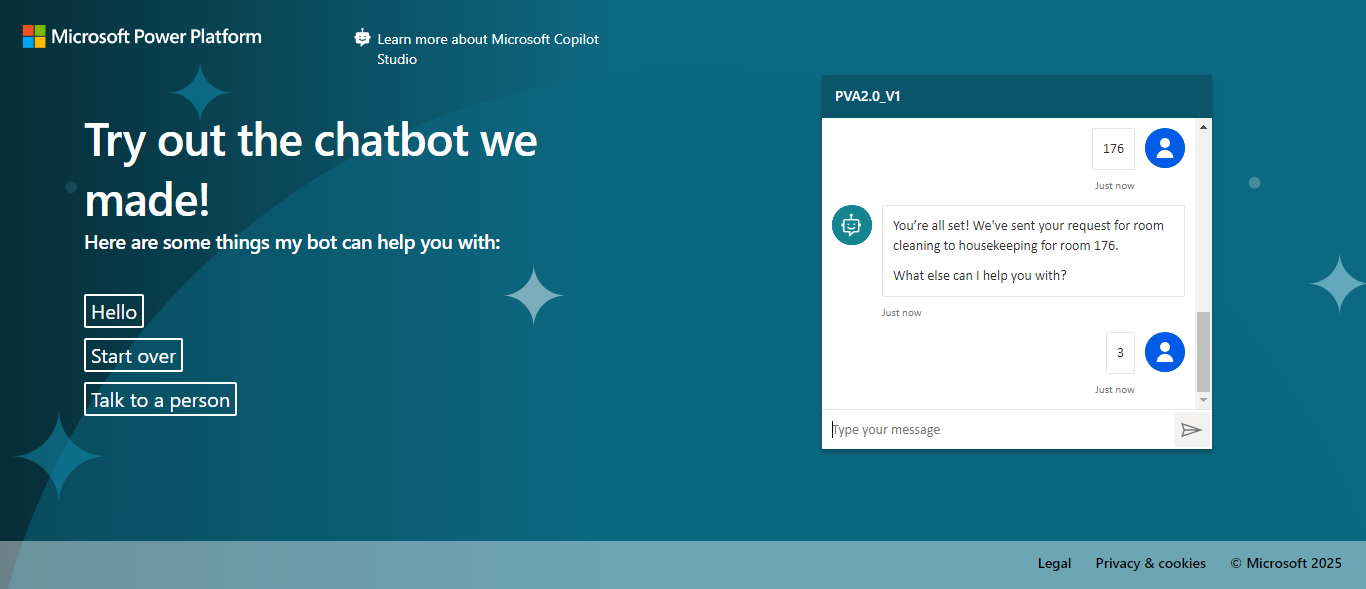 Microsoft Power Platform
Learn more about Microsoft Copilot
Studio
Try out the chatbot we
made!
Here are some things my bot can help you with:
Hello
Start over
Talk to a person
PVA2.0_V1
176
Just now
You’re all set! We've sent your request for room
cleaning to housekeeping for room 176.
What else can I help you with?
Just now
3
Just now
Type your message
Legal
Privacy & cookies
© Microsoft 2025